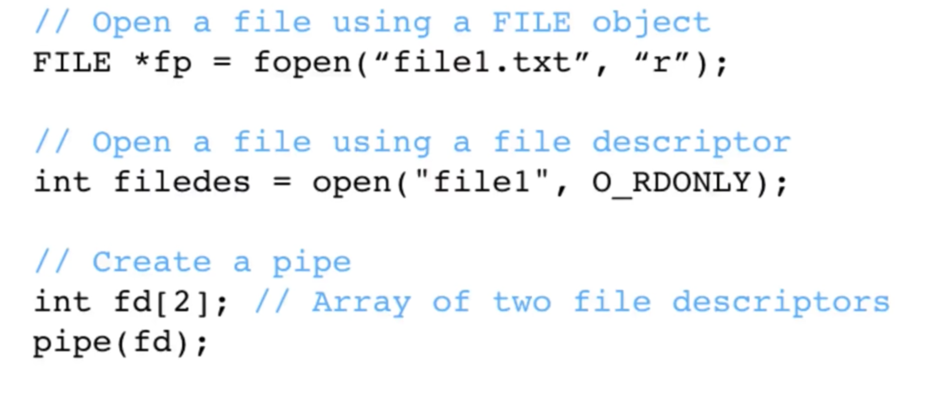 // Open a file using a FILE object
FILE *fp = fopen(“file1.txt”, “r”);
// Open a file using a file descriptor
int filedes = open("file1", O_RDONLY);
// Create a pipe
int fd[2]; // Array of two file descriptors
pipe(fd);